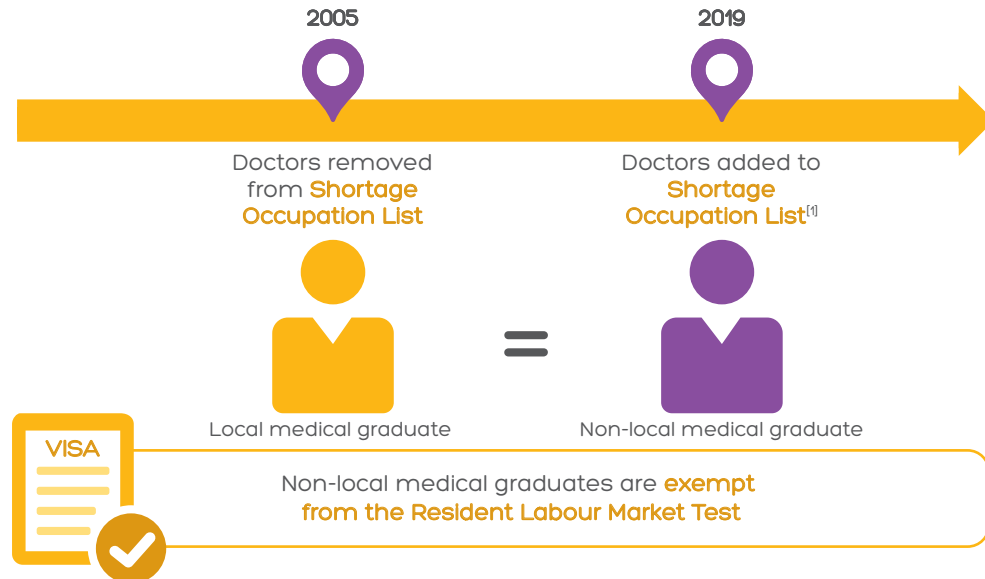 2005
2019
Doctors removed
from Shortage
Occupation List
Doctors added to
Shortage
Occupation List[1]
Local medical graduate
=
Non-local medical graduate
VISA
Non-local medical graduates are exempt
from the Resident Labour Market Test